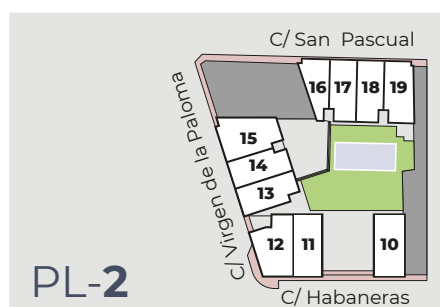 C/ San Pascual
16 17 18 19
C/ Virgen de la Paloma
15
14
13
12 11 10
PL-2
C/ Habaneras